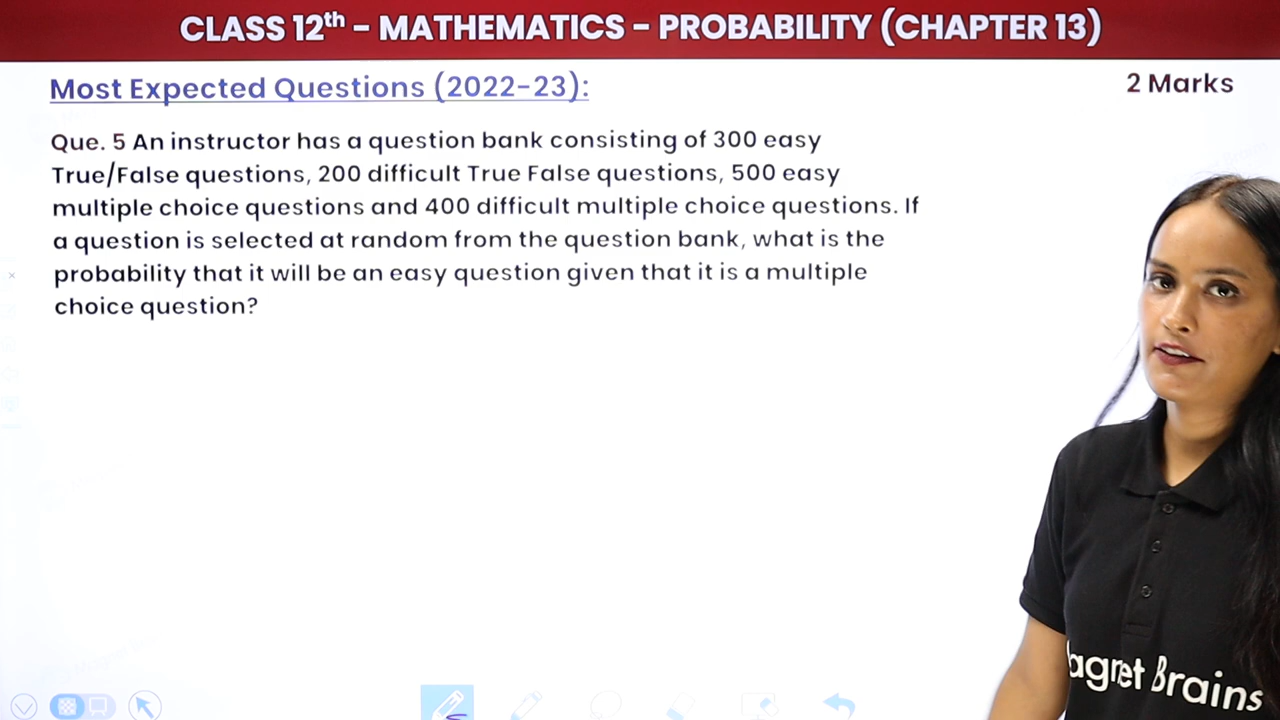 CLASS 12th – MATHEMATICS – PROBABILITY (CHAPTER 13)
Most Expected Questions (2022-23):
2 Marks
Que. 5 An instructor has a question bank consisting of 300 easy
True/False questions, 200 difficult True False questions, 500 easy
multiple choice questions and 400 difficult multiple choice questions. If
a question is selected at random from the question bank, what is the
probability that it will be an easy question given that it is a multiple
choice question?
agnet Brains